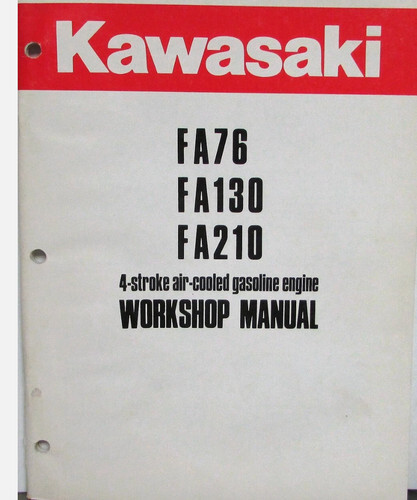 Kawasaki
FA76
FA130
FA210
4-stroke air-cooled gasoline engine
WORKSHOP MANUAL